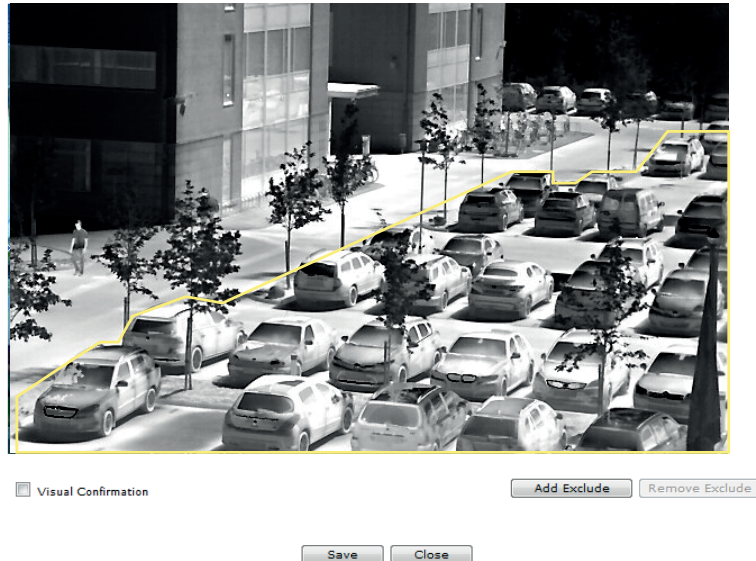 Visual Confirmation
Add Exclude
Remove Exclude
Save
Close